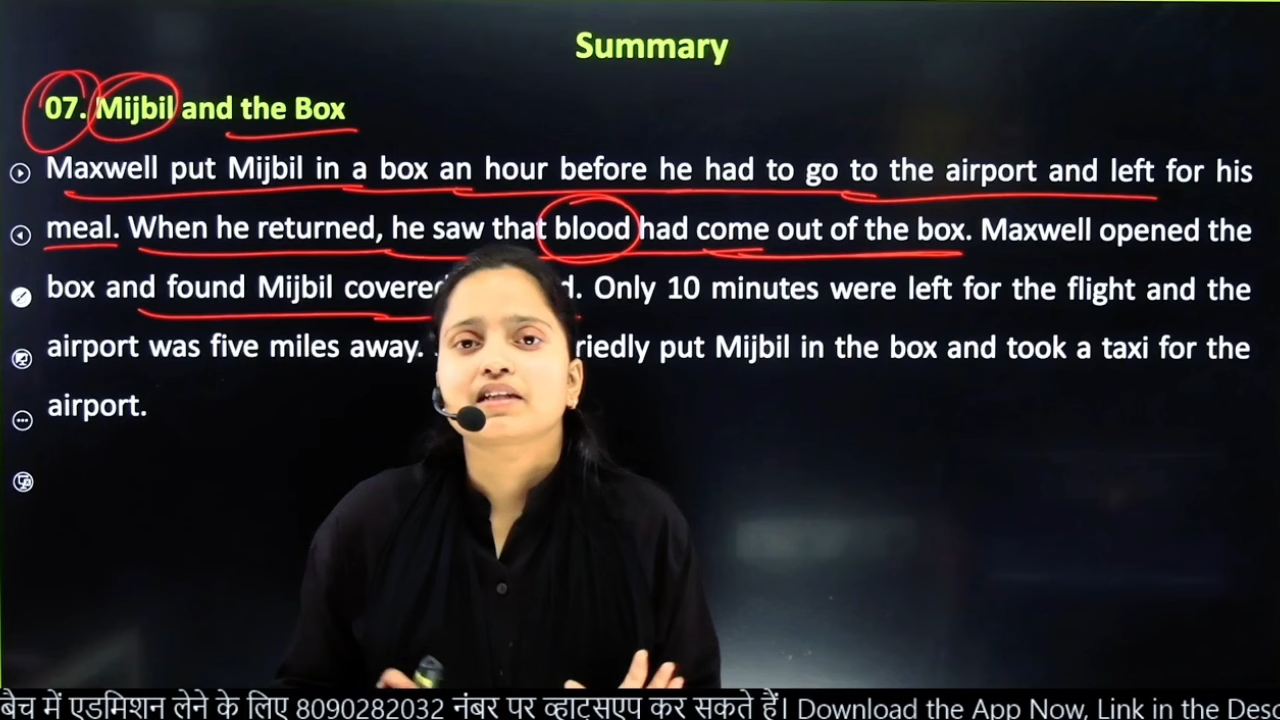 Summary
07. Mijbil and the Box
Maxwell put Mijbil in a box an hour before he had to go to the airport and left for his
meal. When he returned, he saw that blood had come out of the box. Maxwell opened the
box and found Mijbil covered d. Only 10 minutes were left for the flight and the
airport was five miles away. riedly put Mijbil in the box and took a taxi for the
airport.
बैच में एडमिशन लेने के लिए 8090282032 नंबर पर व्हाट्सएप कर सकते हैं। Download the App Now, Link in the Desc